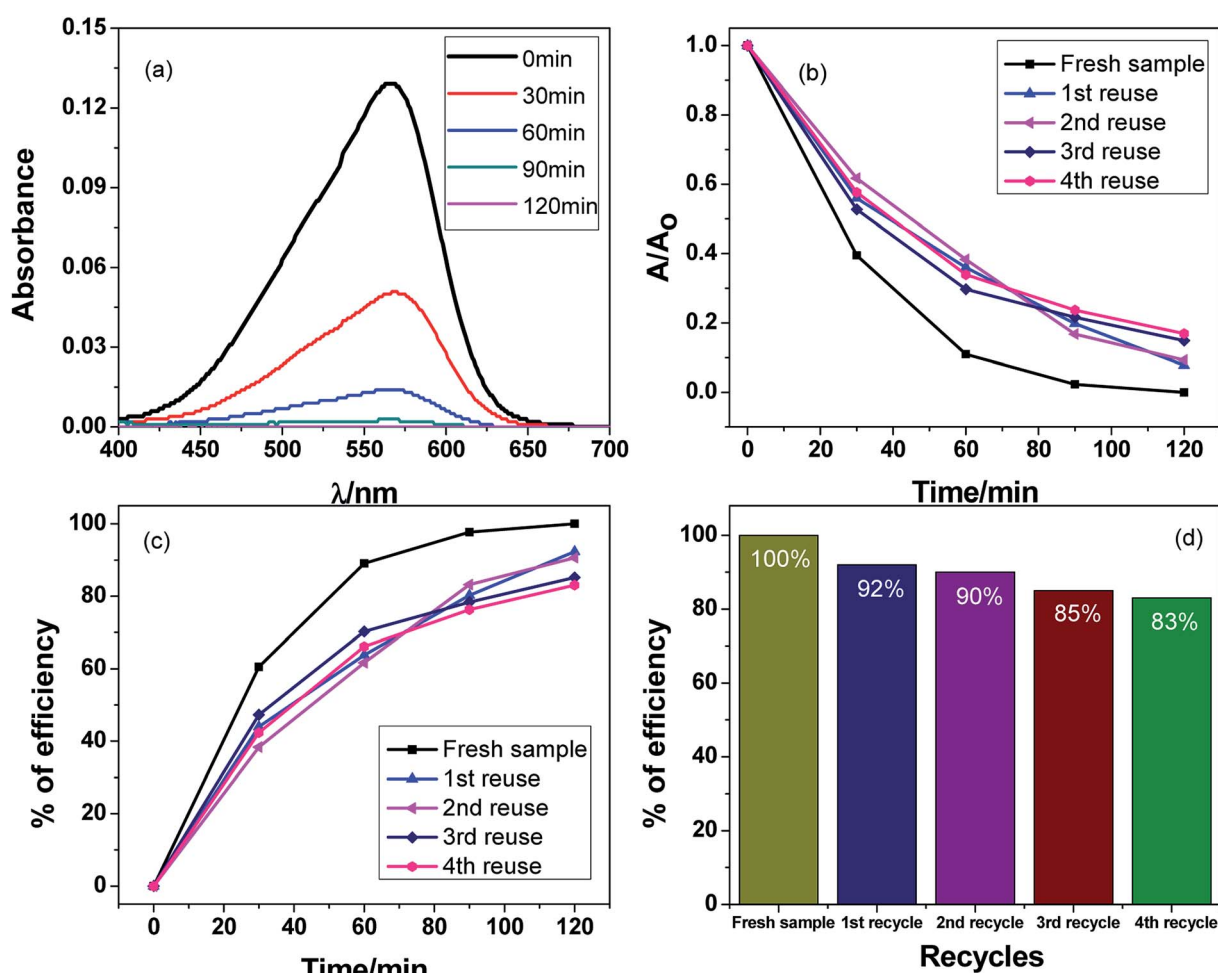 (a)
0min
30min
60min
90min
120min
0.15
0.12
0.09
0.06
0.03
0.00
Absorbance
400 450 500 550 600 650 700
λ/nm
(b)
Fresh sample
1st reuse
2nd reuse
3rd reuse
4th reuse
1.0
0.8
0.6
0.4
0.2
0.0
A/Ao
0 20 40 60 80 100 120
Time/min
(c)
100
80
60
40
20
0
% of efficiency
Fresh sample
1st reuse
2nd reuse
3rd reuse
4th reuse
0 20 40 60 80 100 120
Time/min
(d)
100
80
60
40
20
0
% of efficiency
100% 92% 90% 85% 83%
Fresh sample 1st recycle 2nd recycle 3rd recycle 4th recycle
Recycles